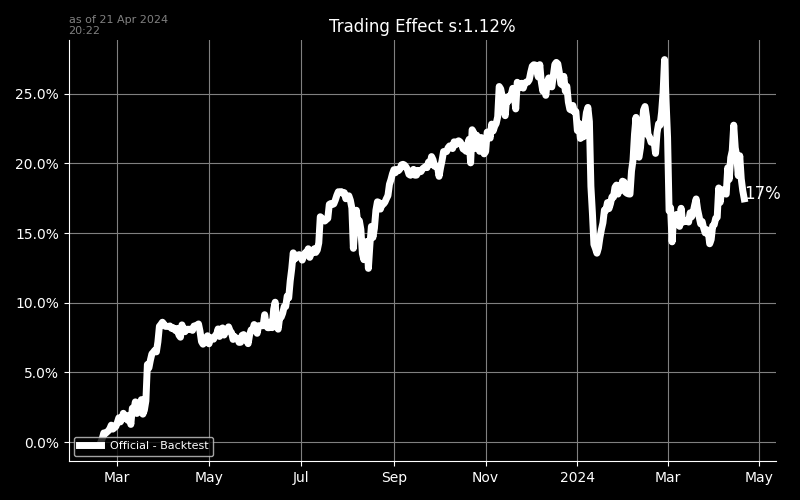 as of 21 Apr 2024
20:22
Trading Effect s:1.12%
25.0%
20.0%
15.0%
10.0%
5.0%
0.0%
17%
Official - Backtest
Mar May Jul Sep Nov 2024 Mar May